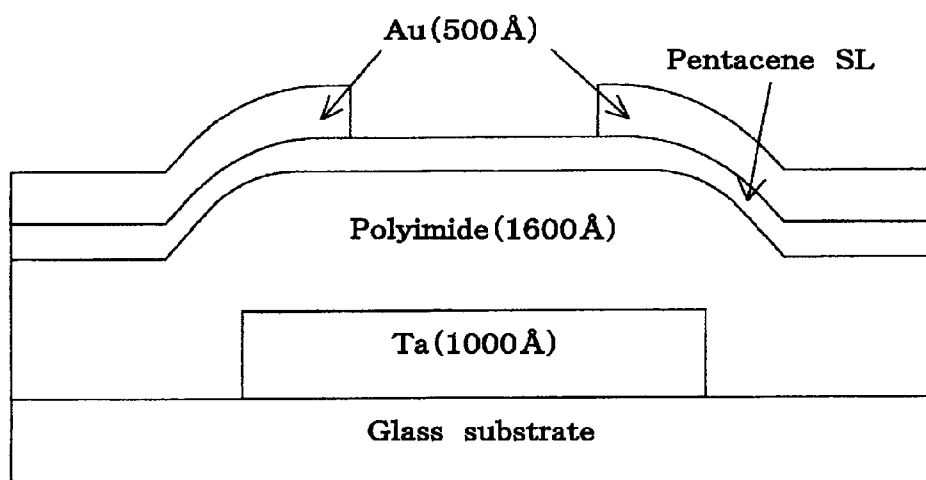 Au(500Å)
Pentacene SL
Polyimide(1600Å)
Ta(1000Å)
Glass substrate